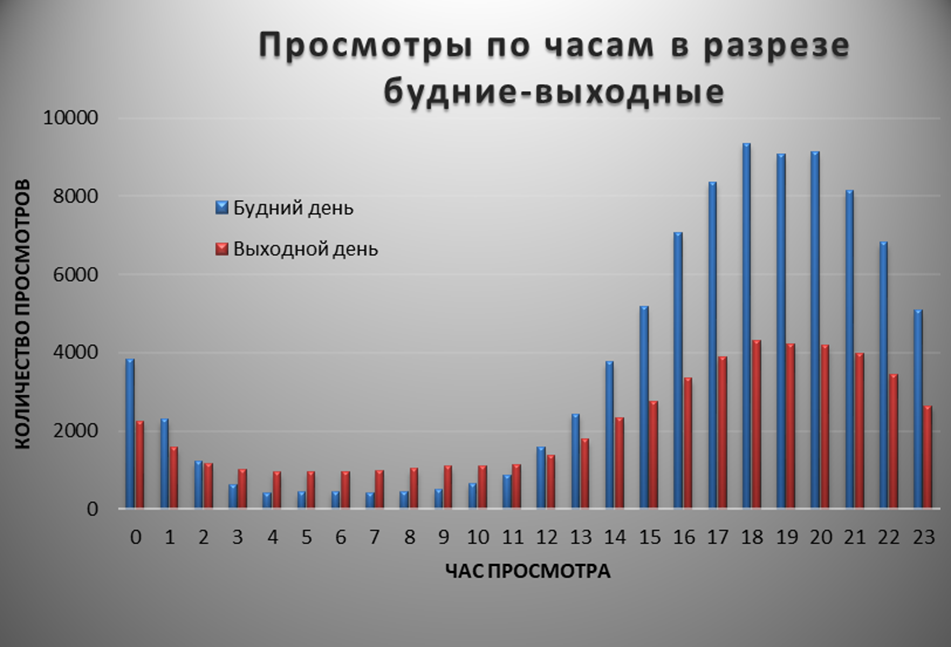 Просмотры по часам в разрезе
будние-выходные
КОЛИЧЕСТВО ПРОСМОТРОВ
10000
8000
6000
4000
2000
0
Будний день
Выходной день
0 1 2 3 4 5 6 7 8 9 10 11 12 13 14 15 16 17 18 19 20 21 22 23
ЧАС ПРОСМОТРА